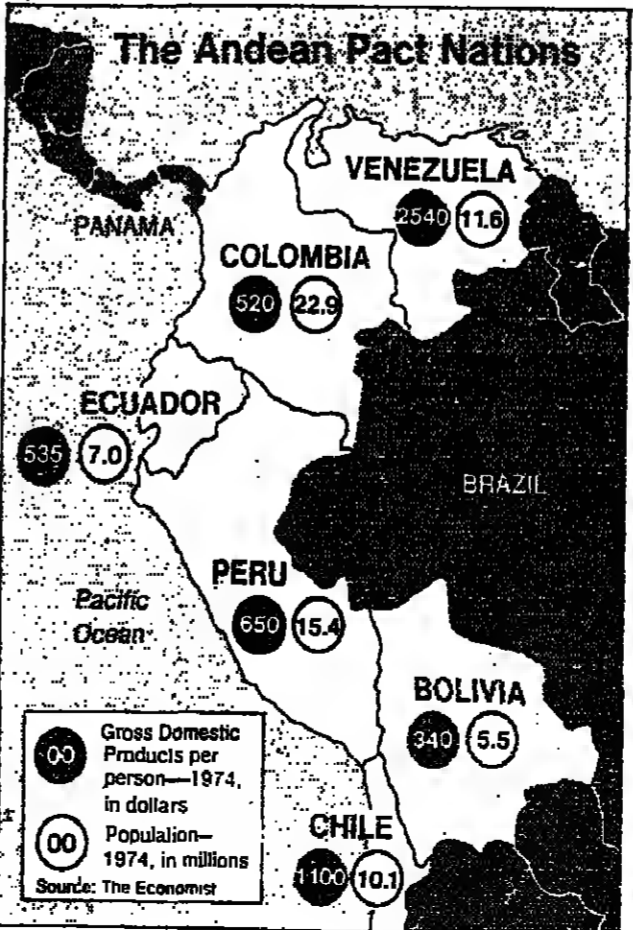 The Andean Pact Nations
VENEZUELA
2540 11.6
PANAMA
COLOMBIA
520 22.9
ECUADOR
535 7.0
BRAZIL
PERU
650 15.4
Pacific
Ocean
BOLIVIA
340 5.5
00 Gross Domestic
Products per
person—1974,
in dollars
00 Population—
1974, in millions
Source: The Economist
CHILE
1100 10.1